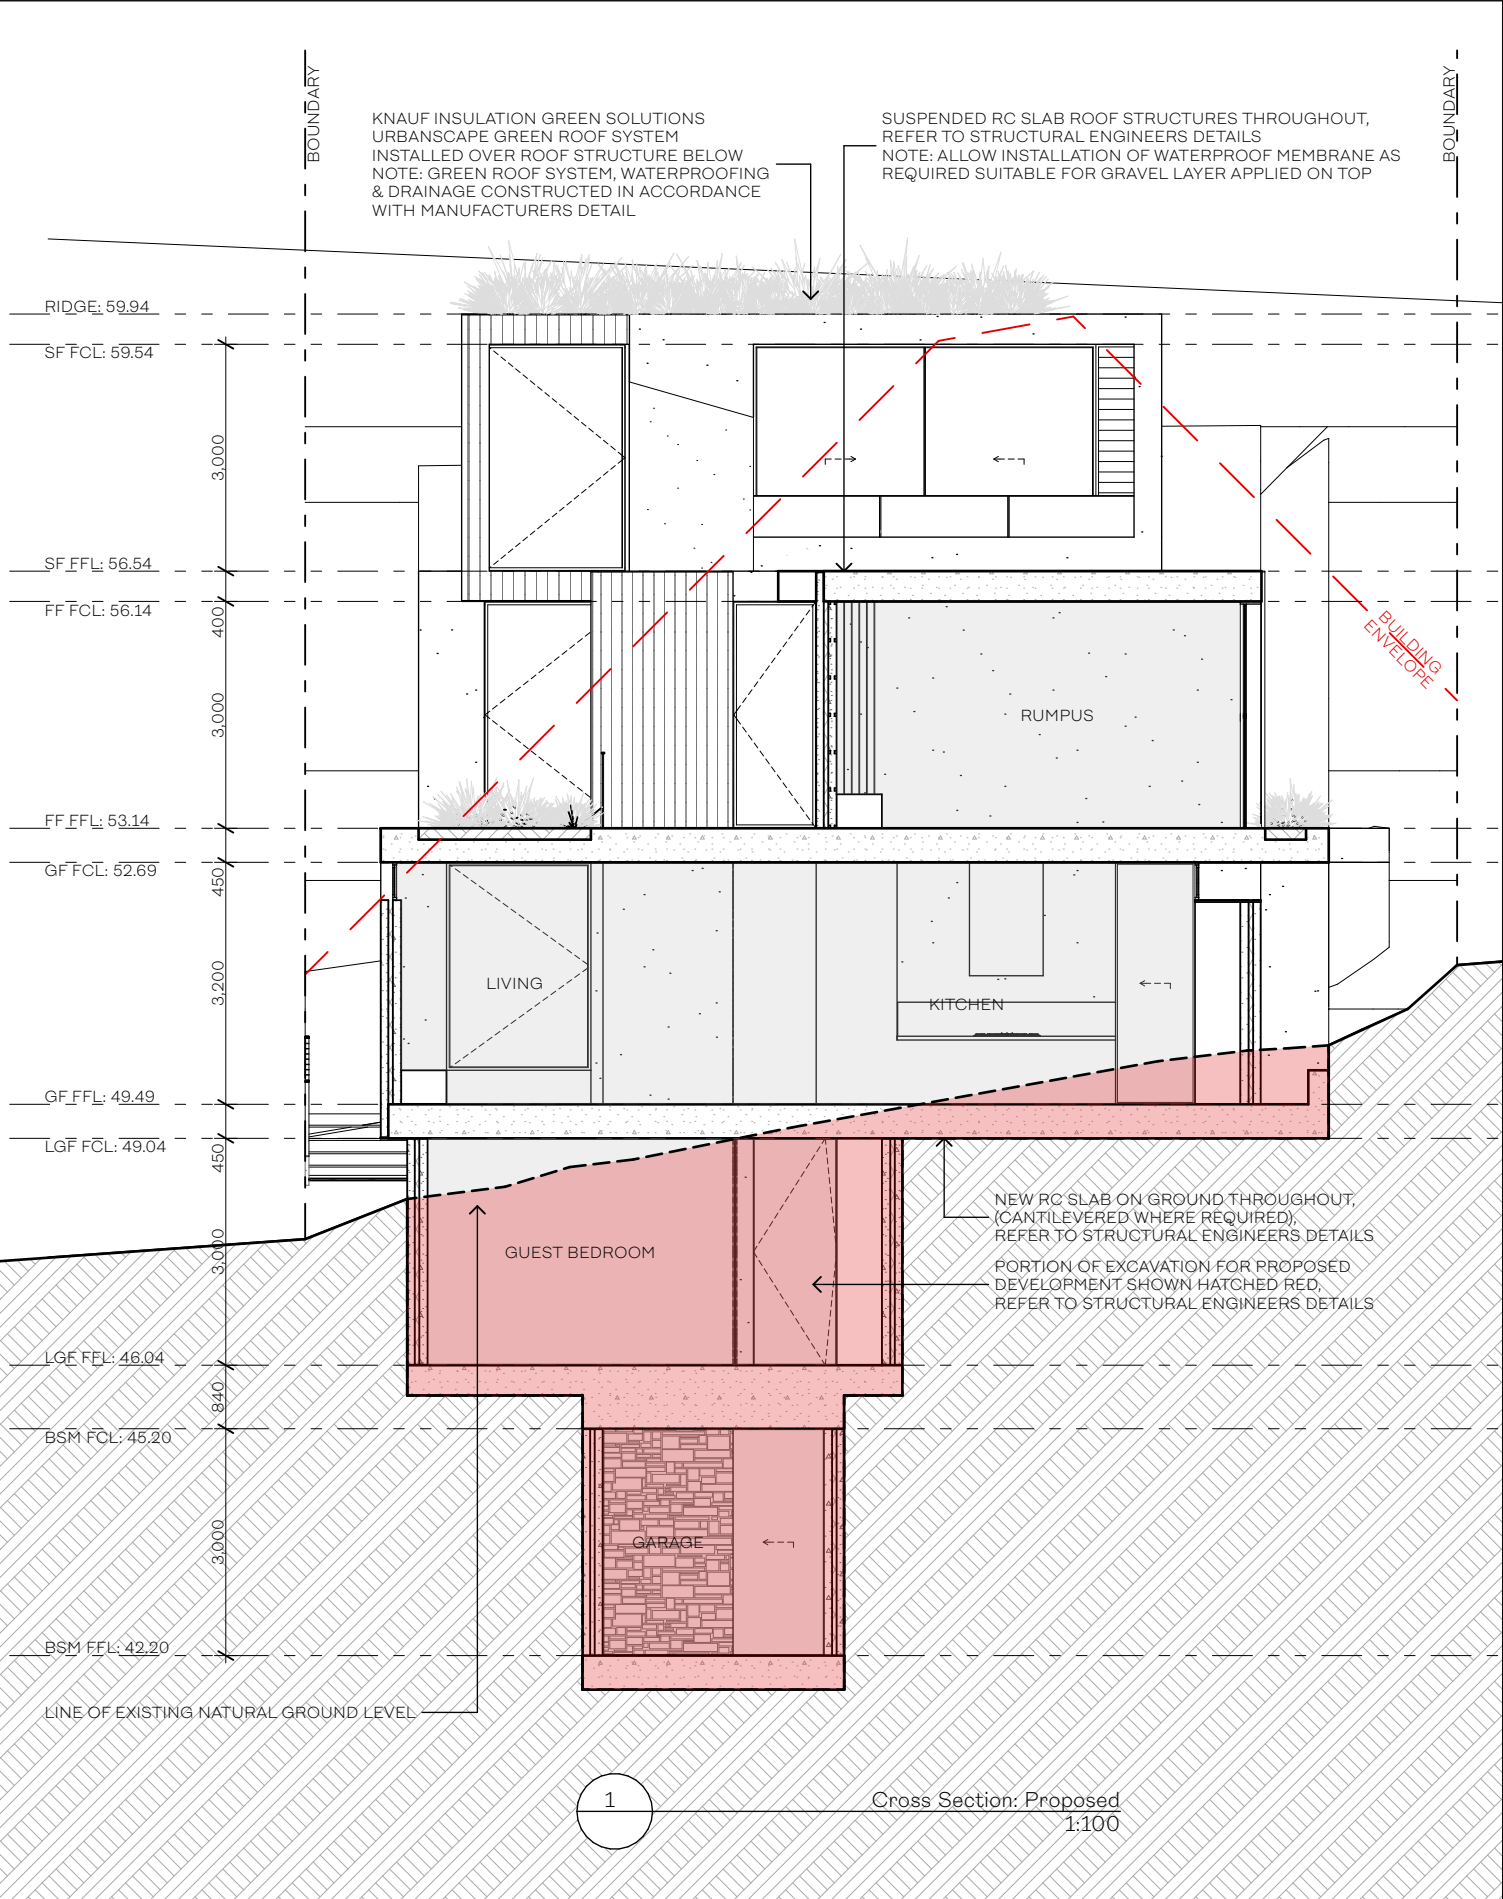 BOUNDARY
BOUNDARY
KNAUF INSULATION GREEN SOLUTIONS
URBANSCAPE GREEN ROOF SYSTEM
INSTALLED OVER ROOF STRUCTURE BELOW
NOTE: GREEN ROOF SYSTEM, WATERPROOFING
& DRAINAGE CONSTRUCTED IN ACCORDANCE
WITH MANUFACTURERS DETAIL
SUSPENDED RC SLAB ROOF STRUCTURES THROUGHOUT,
REFER TO STRUCTURAL ENGINEERS DETAILS
NOTE: ALLOW INSTALLATION OF WATERPROOF MEMBRANE AS
REQUIRED SUITABLE FOR GRAVEL LAYER APPLIED ON TOP
RIDGE: 59.94
SF FCL: 59.54
3,000
SF FFL: 56.54
FF FCL: 56.14
400
BUILDING
ENVELOPE
3,000
RUMPUS
FF FFL: 53.14
GF FCL: 52.69
450
3,200
LIVING
KITCHEN
GF FFL: 49.49
LGF FCL: 49.04
450
NEW RC SLAB ON GROUND THROUGHOUT,
(CANTILEVERED WHERE REQUIRED),
REFER TO STRUCTURAL ENGINEERS DETAILS
3,000
GUEST BEDROOM
PORTION OF EXCAVATION FOR PROPOSED
DEVELOPMENT SHOWN HATCHED RED,
REFER TO STRUCTURAL ENGINEERS DETAILS
LGF FFL: 46.04
840
BSM FCL: 45.20
3,000
GARAGE
BSM FFL: 42.20
LINE OF EXISTING NATURAL GROUND LEVEL
1
Cross Section: Proposed
1:100